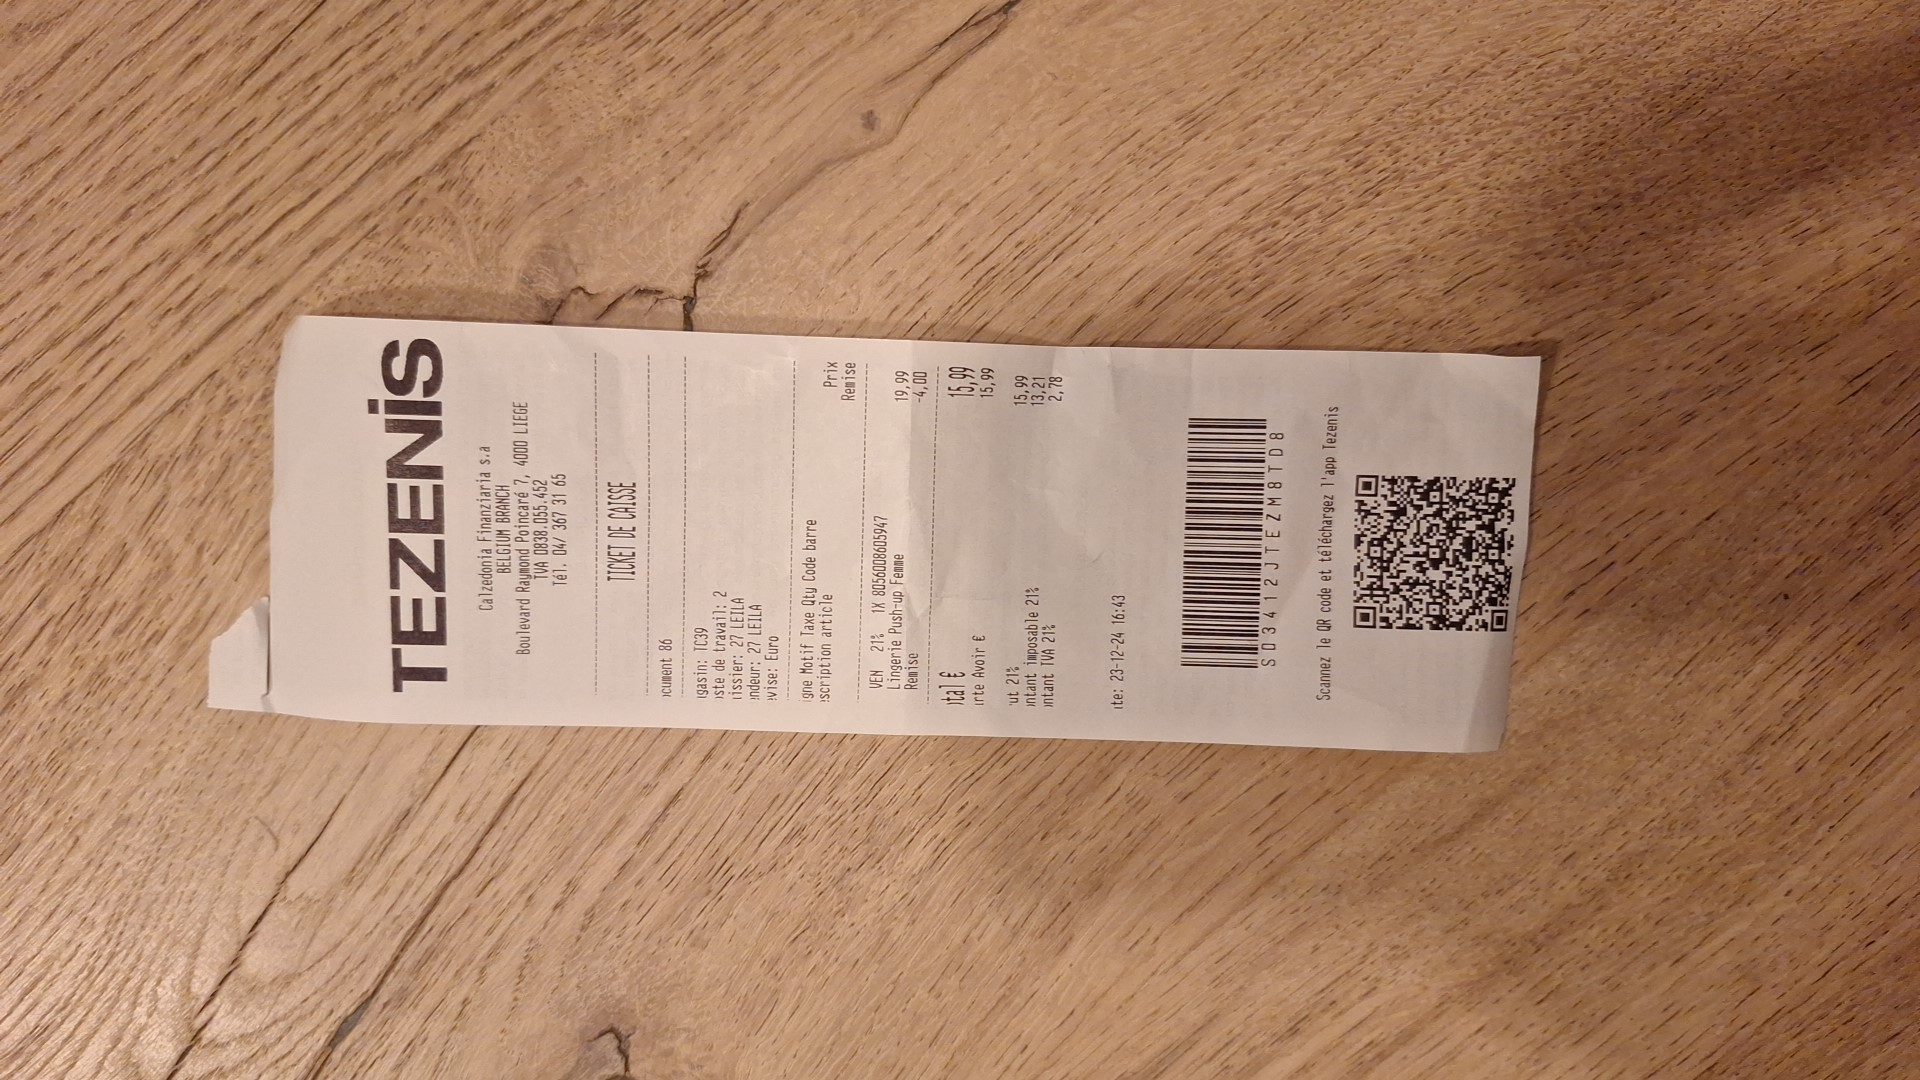 TEZENiS
Calzedonia Finanziaria s.a
BELGIUM BRANCH
Boulevard Raymond Poincaré 7, 4000 LIEGE
TVA 0838.055.452
Tél. 04/ 367 31 65
TICKET DE CAISSE
cument 86
gasin: TC39
ste de travail: 2
issier: 27 LEILA
ndeur: 27 LEILA
vise: Euro
gne Motif Taxe Qty Code barre Prix
scription article Remise
VEN 21% 1X 8056008605947 19,99
Lingerie Push-up Femme -4,00
Remise
tal € 15,99
rte Avoir € 15,99
ut 21% 15,99
ntant imposable 21% 13,21
ntant TVA 21% 2,78
te: 23-12-24 16:43
S03412JTEZM8TD8
Scannez le QR code et téléchargez l'app Tezenis